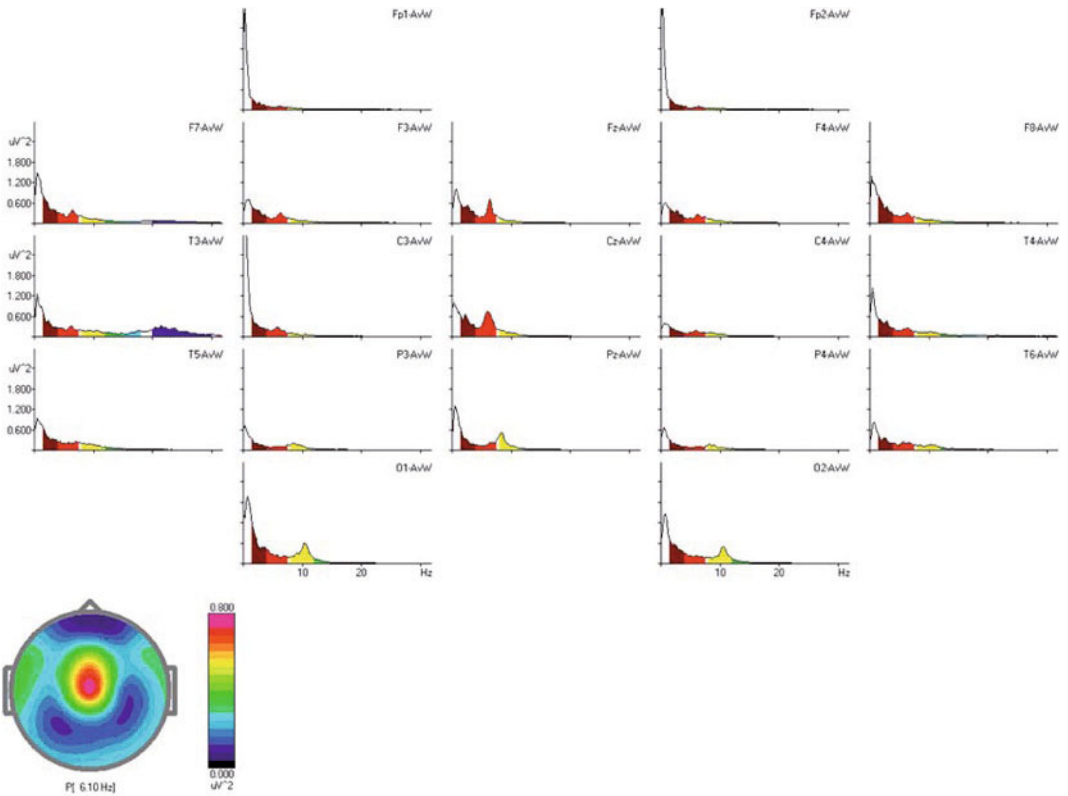 Fp1-AvW Fp2-AvW
F7-AvW F3-AvW Fz-AvW F4-AvW F8-AvW
uV^2
1.800
1.200
0.600
T3-AvW C3-AvW Cz-AvW C4-AvW T4-AvW
uV^2
1.800
1.200
0.600
T5-AvW P3-AvW Pz-AvW P4-AvW T6-AvW
uV^2
1.800
1.200
0.600
O1-AvW O2-AvW
10 20 Hz 10 20 Hz
0.800
0.000
uV^2
P[ 6.10 Hz]